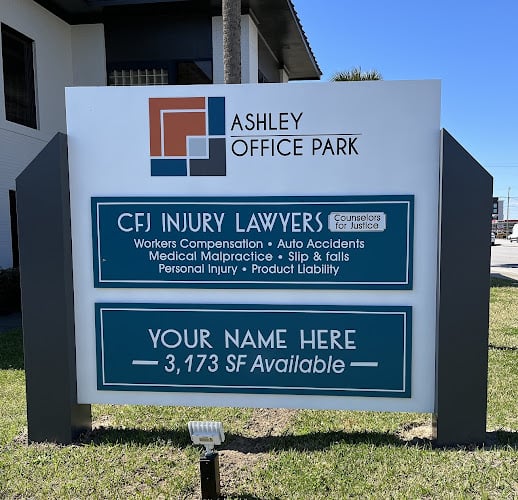 ASHLEY
OFFICE PARK
CFJ INJURY LAWYERS Counselors for Justice
Workers Compensation • Auto Accidents
Medical Malpractice • Slip & falls
Personal Injury • Product Liability
YOUR NAME HERE
— 3,173 SF Available —